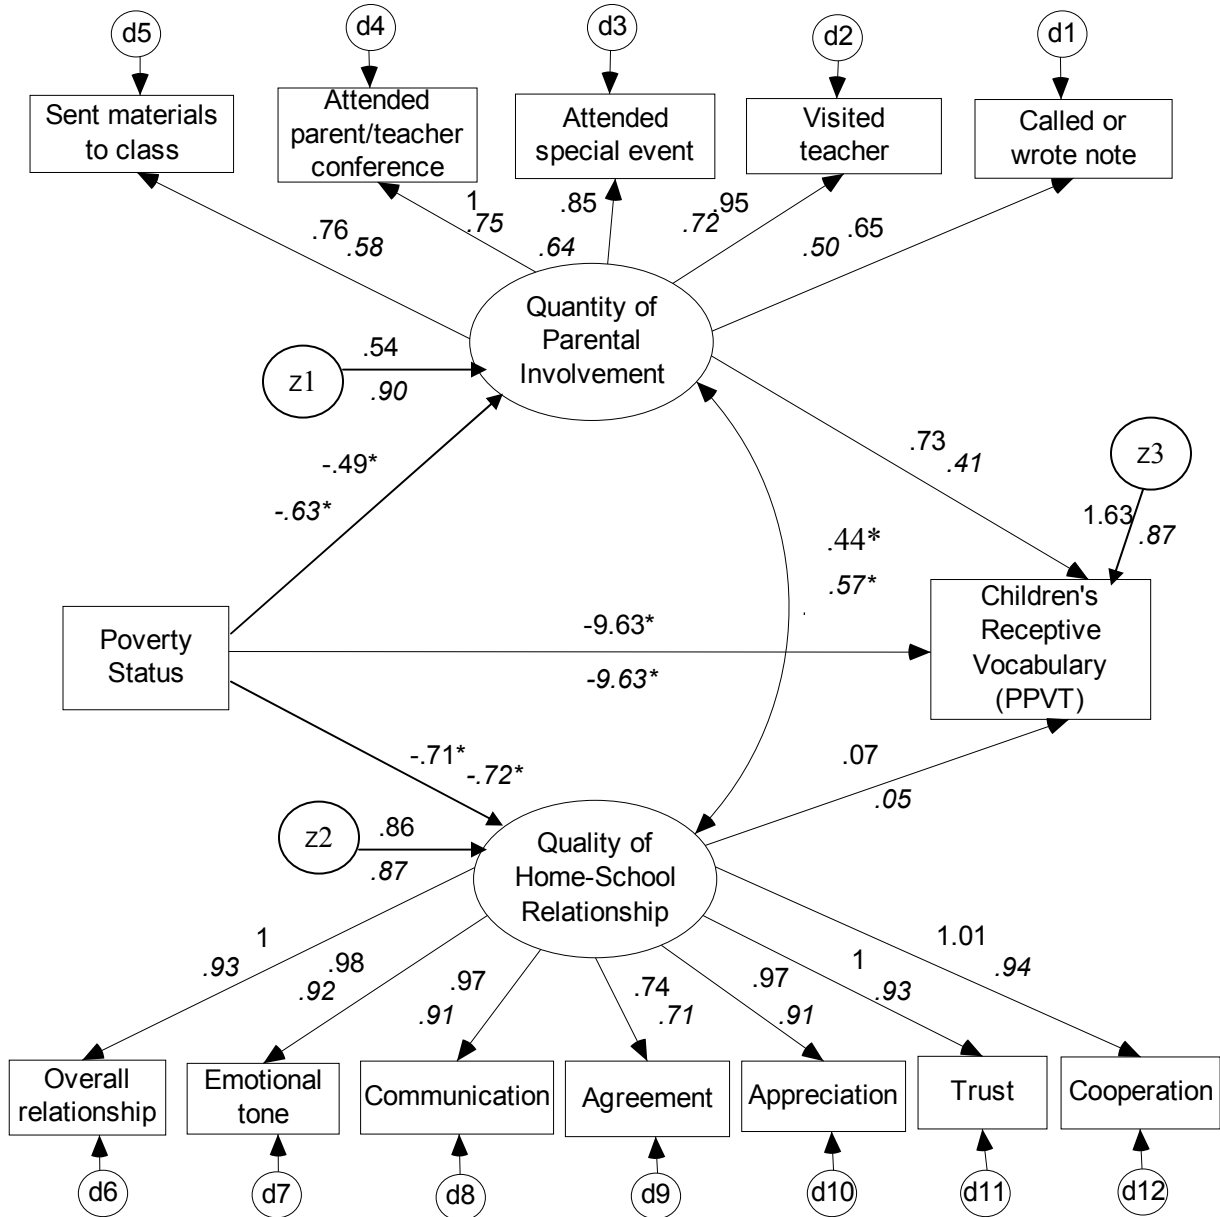 d5
d4
d3
d2
d1
Sent materials
to class
Attended
parent/teacher
conference
Attended
special event
Visited
teacher
Called or
wrote note
.76
.58
1
.75
.85
.64
.95
.72
.65
.50
Quantity of
Parental
Involvement
z1
.54
.90
-.49*
-.63*
.73
.41
z3
1.63
.87
.44*
.57*
Poverty
Status
-9.63*
-9.63*
Children's
Receptive
Vocabulary
(PPVT)
-.71*
-.72*
.07
.05
z2
.86
.87
Quality of
Home-School
Relationship
1
.93
.98
.92
.97
.91
.74
.71
.97
.91
1
.93
1.01
.94
Overall
relationship
Emotional
tone
Communication
Agreement
Appreciation
Trust
Cooperation
d6
d7
d8
d9
d10
d11
d12